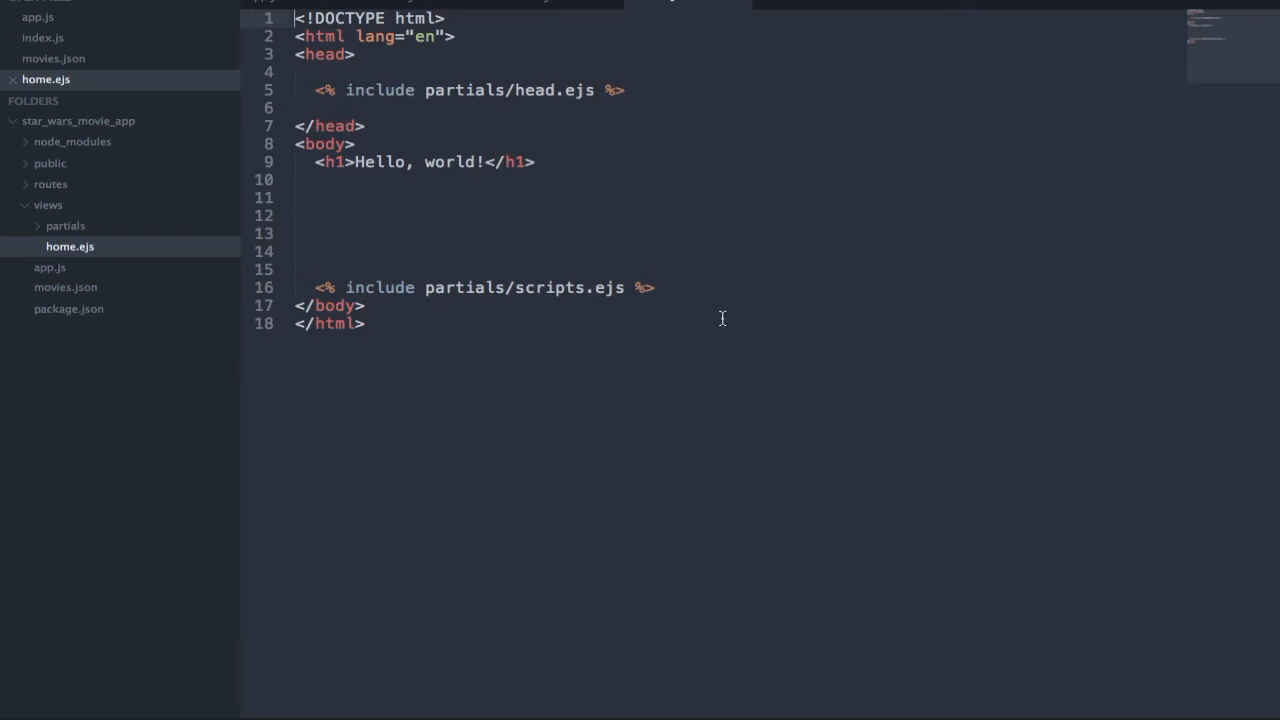 app.js
index.js
movies.json
home.ejs
FOLDERS
star_wars_movie_app
node_modules
public
routes
views
partials
home.ejs
app.js
movies.json
package.json
1 <!DOCTYPE html>
2 <html lang="en">
3 <head>
4
5 <% include partials/head.ejs %>
6
7 </head>
8 <body>
9 <h1>Hello, world!</h1>
10
11
12
13
14
15
16 <% include partials/scripts.ejs %>
17 </body>
18 </html>